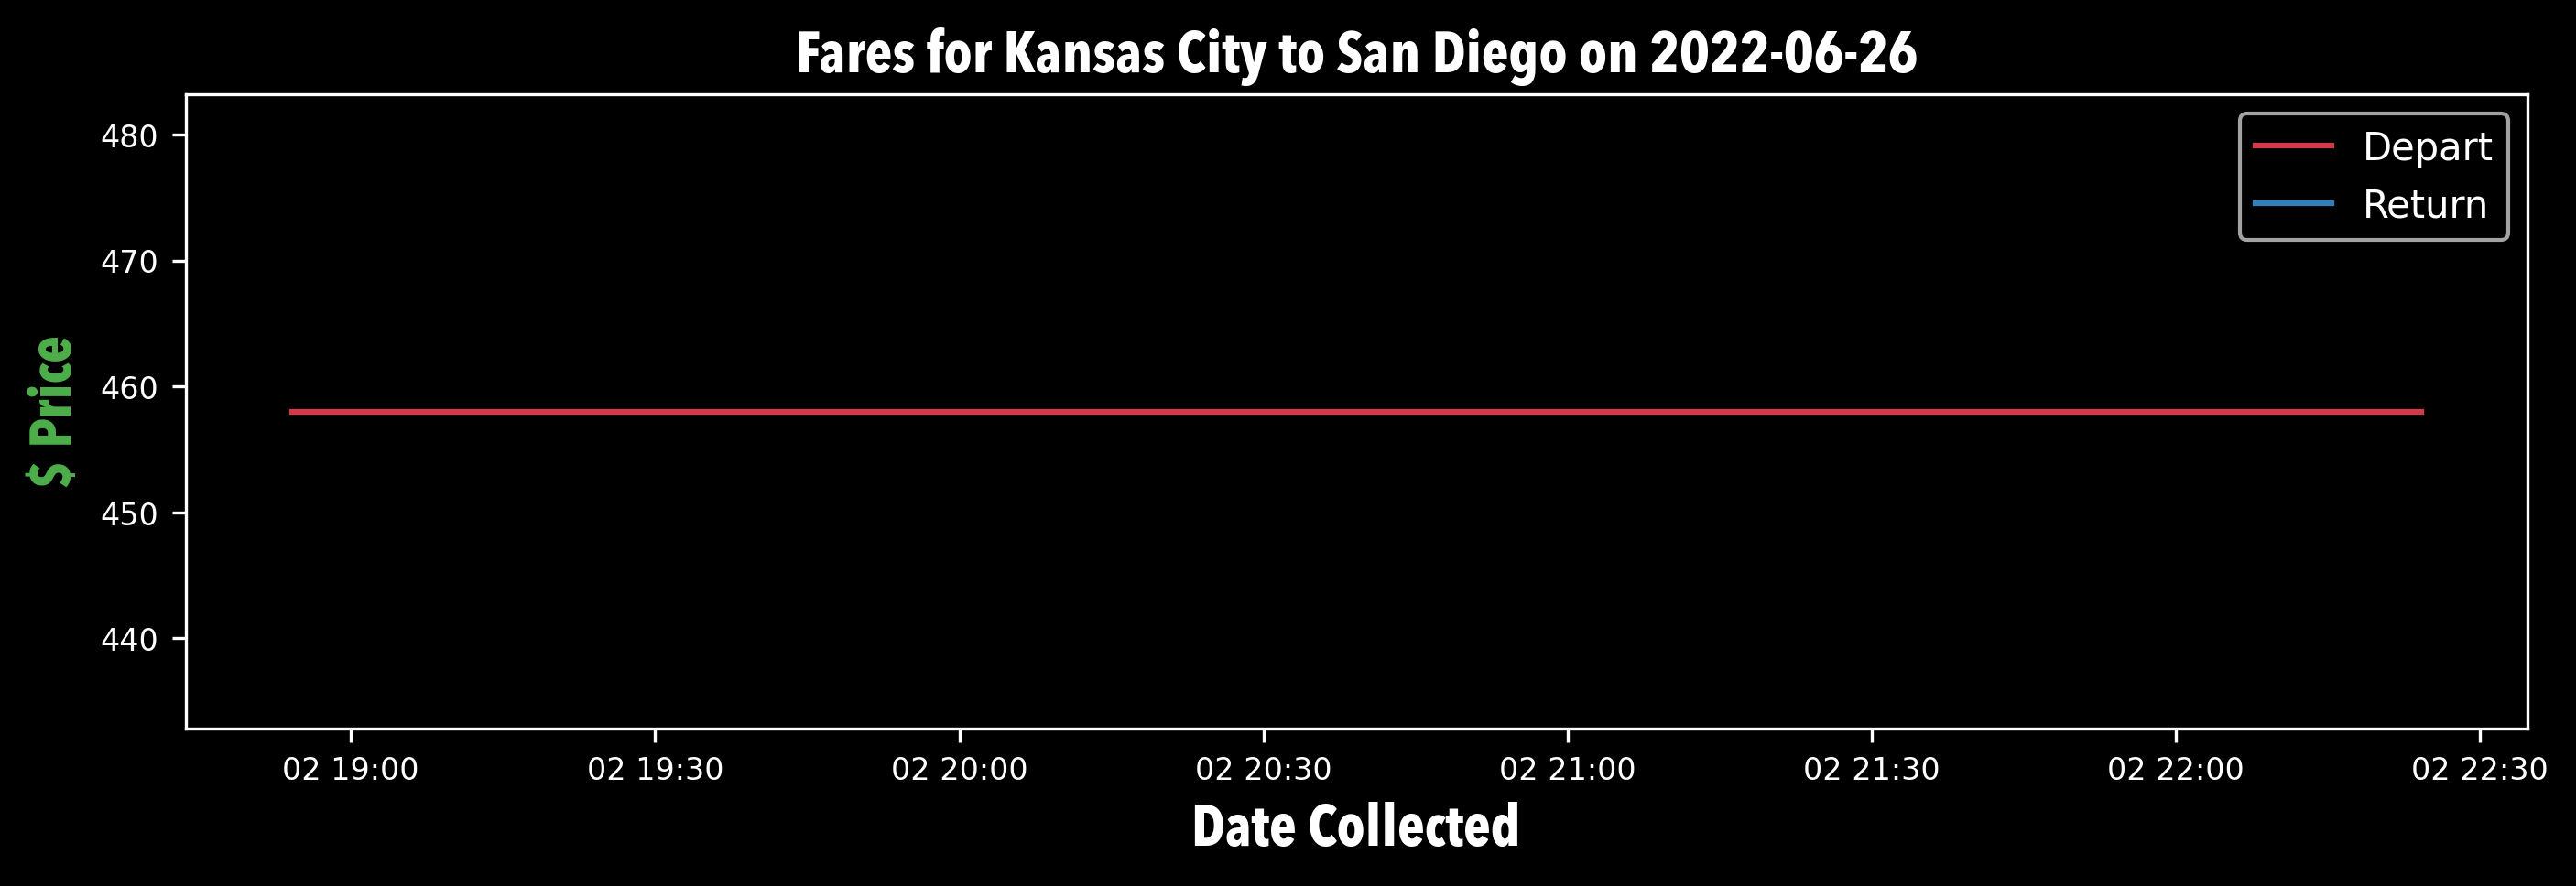 Fares for Kansas City to San Diego on 2022-06-26
Depart
Return
$ Price
480
470
460
450
440
02 19:00 02 19:30 02 20:00 02 20:30 02 21:00 02 21:30 02 22:00 02 22:30
Date Collected